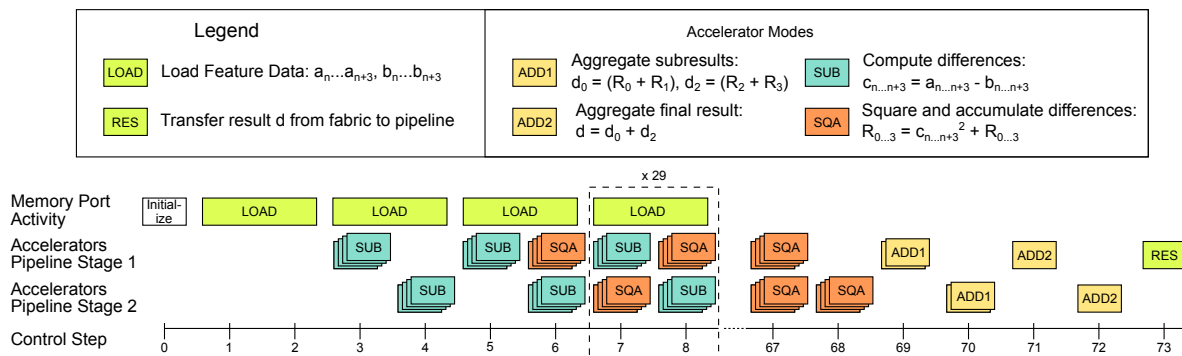 Legend
LOAD Load Feature Data: aₙ...aₙ₊₃, bₙ...bₙ₊₃
RES Transfer result d from fabric to pipeline
Accelerator Modes
ADD1 Aggregate subresults:
d₀ = (R₀ + R₁), d₂ = (R₂ + R₃)
ADD2 Aggregate final result:
d = d₀ + d₂
SUB Compute differences:
cₙ...ₙ₊₃ = aₙ...ₙ₊₃ - bₙ...ₙ₊₃
SQA Square and accumulate differences:
R₀...₃ = cₙ...ₙ₊₃² + R₀...₃
x 29
Memory Port
Activity
Initial-
ize
LOAD LOAD LOAD LOAD
Accelerators
Pipeline Stage 1
SUB SUB SQA SUB SQA SQA ADD1 ADD2 RES
Accelerators
Pipeline Stage 2
SUB SUB SQA SUB SQA SQA ADD1 ADD2
Control Step
0 1 2 3 4 5 6 7 8 67 68 69 70 71 72 73